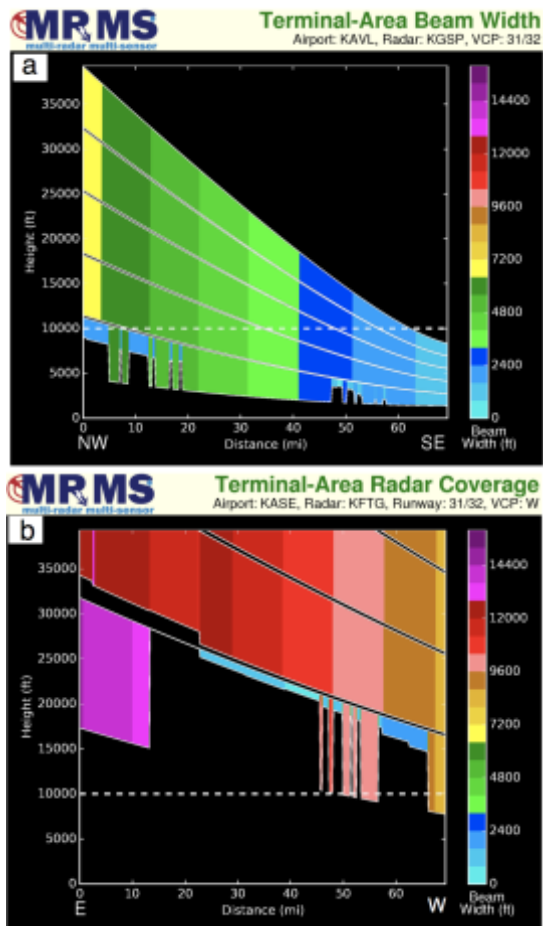 MRMS
multi-radar multi-sensor
Terminal-Area Beam Width
Airport: KAVL, Radar: KGSP, VCP: 31/32
a
35000
30000
25000
20000
15000
10000
5000
0
Height (ft)
0 10 20 30 40 50 60
NW Distance (mi) SE
14400
12000
9600
7200
4800
2400
0
Beam
Width (ft)
MRMS
multi-radar multi-sensor
Terminal-Area Radar Coverage
Airport: KASE, Radar: KFTG, Runway: 31/32, VCP: W
b
35000
30000
25000
20000
15000
10000
5000
0
Height (ft)
0 10 20 30 40 50 60
E Distance (mi) W
14400
12000
9600
7200
4800
2400
0
Beam
Width (ft)